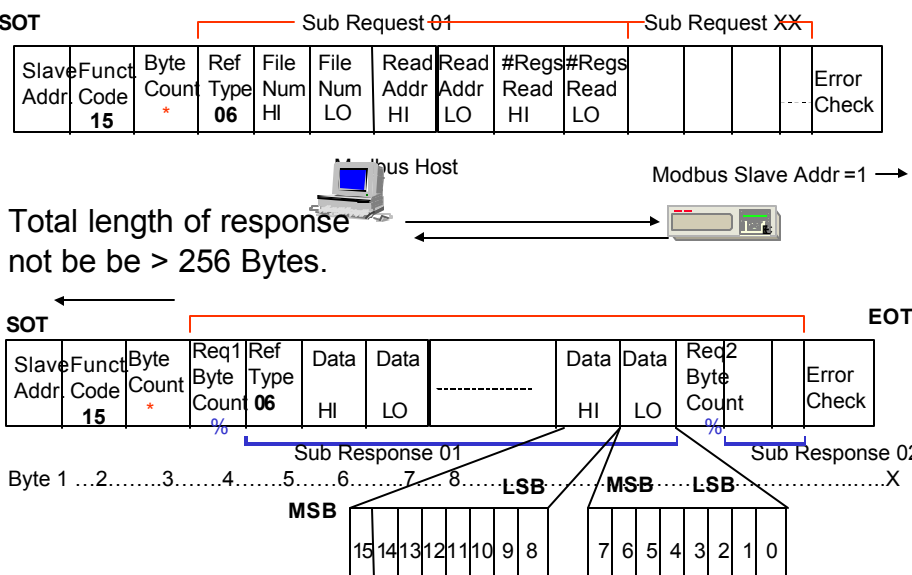 SOT
Sub Request 01
Sub Request XX
Slave Addr.
Funct. Code 15
Byte Count *
Ref Type 06
File Num HI
File Num LO
Read Addr HI
Read Addr LO
#Regs Read HI
#Regs Read LO
Error Check
Modbus Host
Modbus Slave Addr =1
Total length of response
not be be > 256 Bytes.
SOT
EOT
Slave Addr.
Funct. Code 15
Byte Count *
Req1 Byte Count %
Ref Type 06
Data HI
Data LO
Data HI
Data LO
Req2 Byte Count %
Error Check
Sub Response 01
Sub Response 02
Byte 1 ...2.......3......4.......5.......6........7.... 8..............................................................X
MSB
LSB
MSB
LSB
15 14 13 12 11 10 9 8
7 6 5 4 3 2 1 0